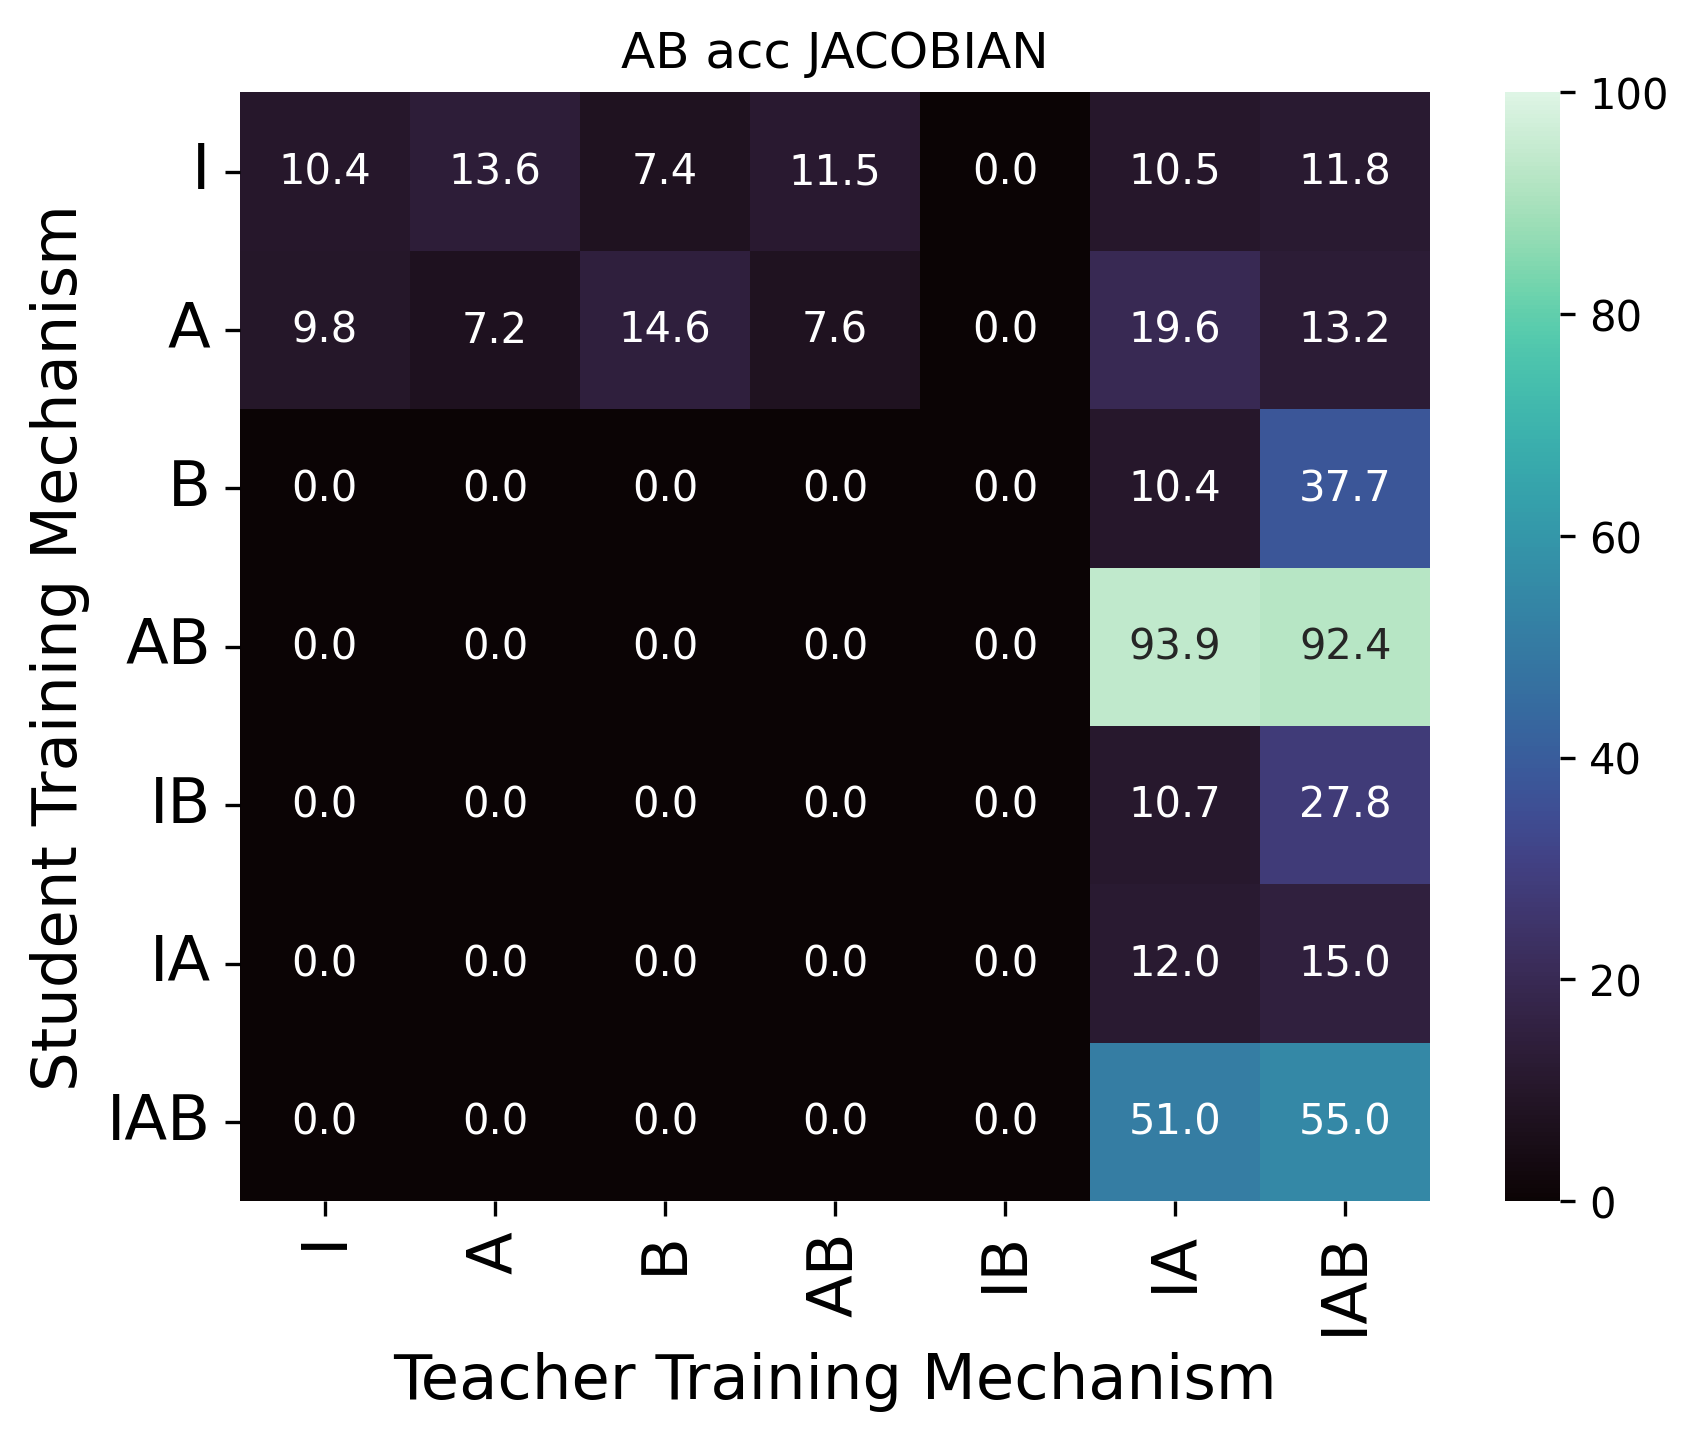 AB acc JACOBIAN
Student Training Mechanism
I 10.4 13.6 7.4 11.5 0.0 10.5 11.8
A 9.8 7.2 14.6 7.6 0.0 19.6 13.2
B 0.0 0.0 0.0 0.0 0.0 10.4 37.7
AB 0.0 0.0 0.0 0.0 0.0 93.9 92.4
IB 0.0 0.0 0.0 0.0 0.0 10.7 27.8
IA 0.0 0.0 0.0 0.0 0.0 12.0 15.0
IAB 0.0 0.0 0.0 0.0 0.0 51.0 55.0
I A B AB IB IA IAB
Teacher Training Mechanism
100
80
60
40
20
0